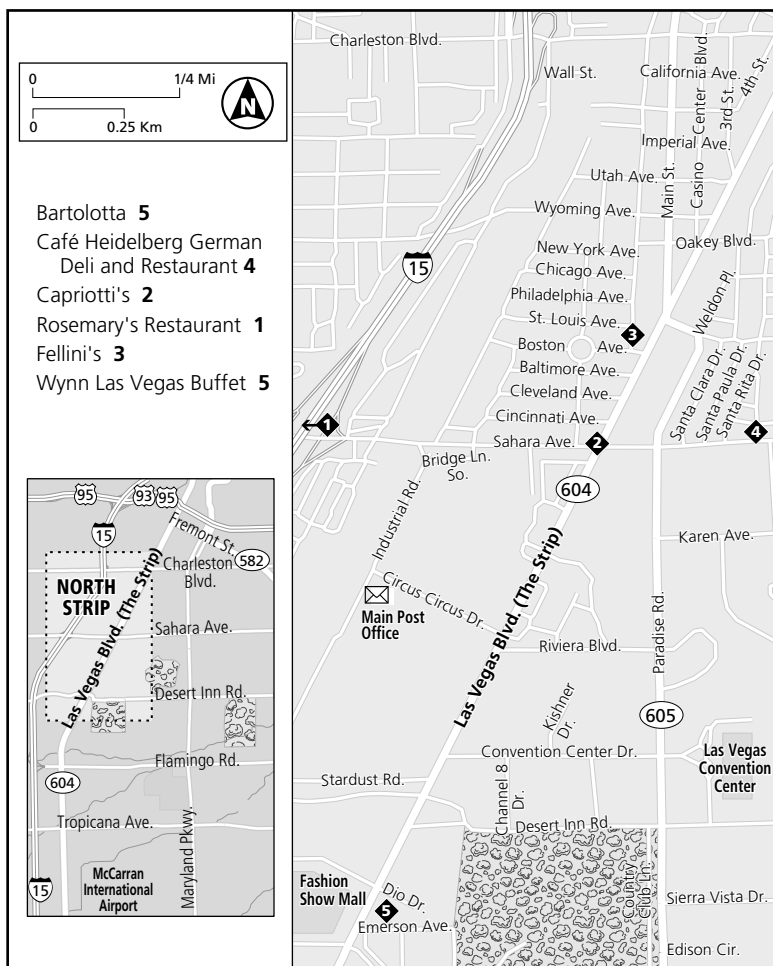 0 1/4 Mi
0 0.25 Km
N
Bartolotta 5
Café Heidelberg German
Deli and Restaurant 4
Capriotti's 2
Rosemary's Restaurant 1
Fellini's 3
Wynn Las Vegas Buffet 5
95
93
95
15
Fremont St.
582
Charleston
Blvd.
NORTH
STRIP
Las Vegas Blvd. (The Strip)
Sahara Ave.
Desert Inn Rd.
Flamingo Rd.
604
Tropicana Ave.
Maryland Pkwy.
McCarran
International
Airport
15
Charleston Blvd.
Wall St.
California Ave.
Casino Center Blvd.
3rd St.
4th St.
Imperial Ave.
Main St.
Utah Ave.
Wyoming Ave.
15
New York Ave.
Oakey Blvd.
Chicago Ave.
Philadelphia Ave.
Weldon Pl.
St. Louis Ave.
3
Boston Ave.
Baltimore Ave.
Cleveland Ave.
Santa Clara Dr.
Santa Paula Dr.
Santa Rita Dr.
Cincinnati Ave.
1
Sahara Ave.
2
4
Bridge Ln.
So.
604
Industrial Rd.
Karen Ave.
Circus Circus Dr.
Main Post
Office
Las Vegas Blvd. (The Strip)
Riviera Blvd.
Paradise Rd.
Kishner
Dr.
605
Convention Center Dr.
Las Vegas
Convention
Center
Stardust Rd.
Channel 8
Dr.
Desert Inn Rd.
Fashion
Show Mall
Dio Dr.
5
Emerson Ave.
Country
Club Ln.
Sierra Vista Dr.
Edison Cir.